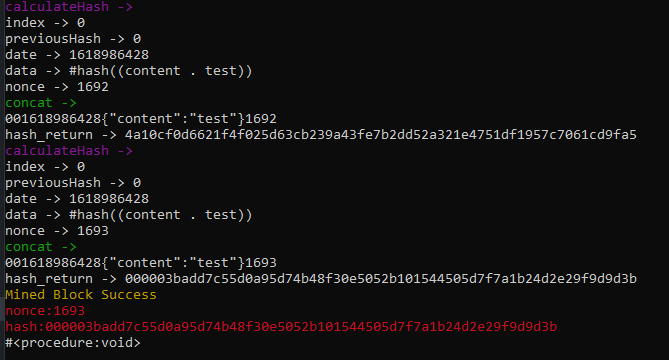 calculateHash ->
index -> 0
previousHash -> 0
date -> 1618986428
data -> #hash((content . test))
nonce -> 1692
concat ->
001618986428{"content":"test"}1692
hash_return -> 4a10cf0d6621f4f025d63cb239a43fe7b2dd52a321e4751df1957c7061cd9fa5
calculateHash ->
index -> 0
previousHash -> 0
date -> 1618986428
data -> #hash((content . test))
nonce -> 1693
concat ->
001618986428{"content":"test"}1693
hash_return -> 000003badd7c55d0a95d74b48f30e5052b101544505d7f7a1b24d2e29f9d9d3b
Mined Block Success
nonce:1693
hash:000003badd7c55d0a95d74b48f30e5052b101544505d7f7a1b24d2e29f9d9d3b
#<procedure:void>